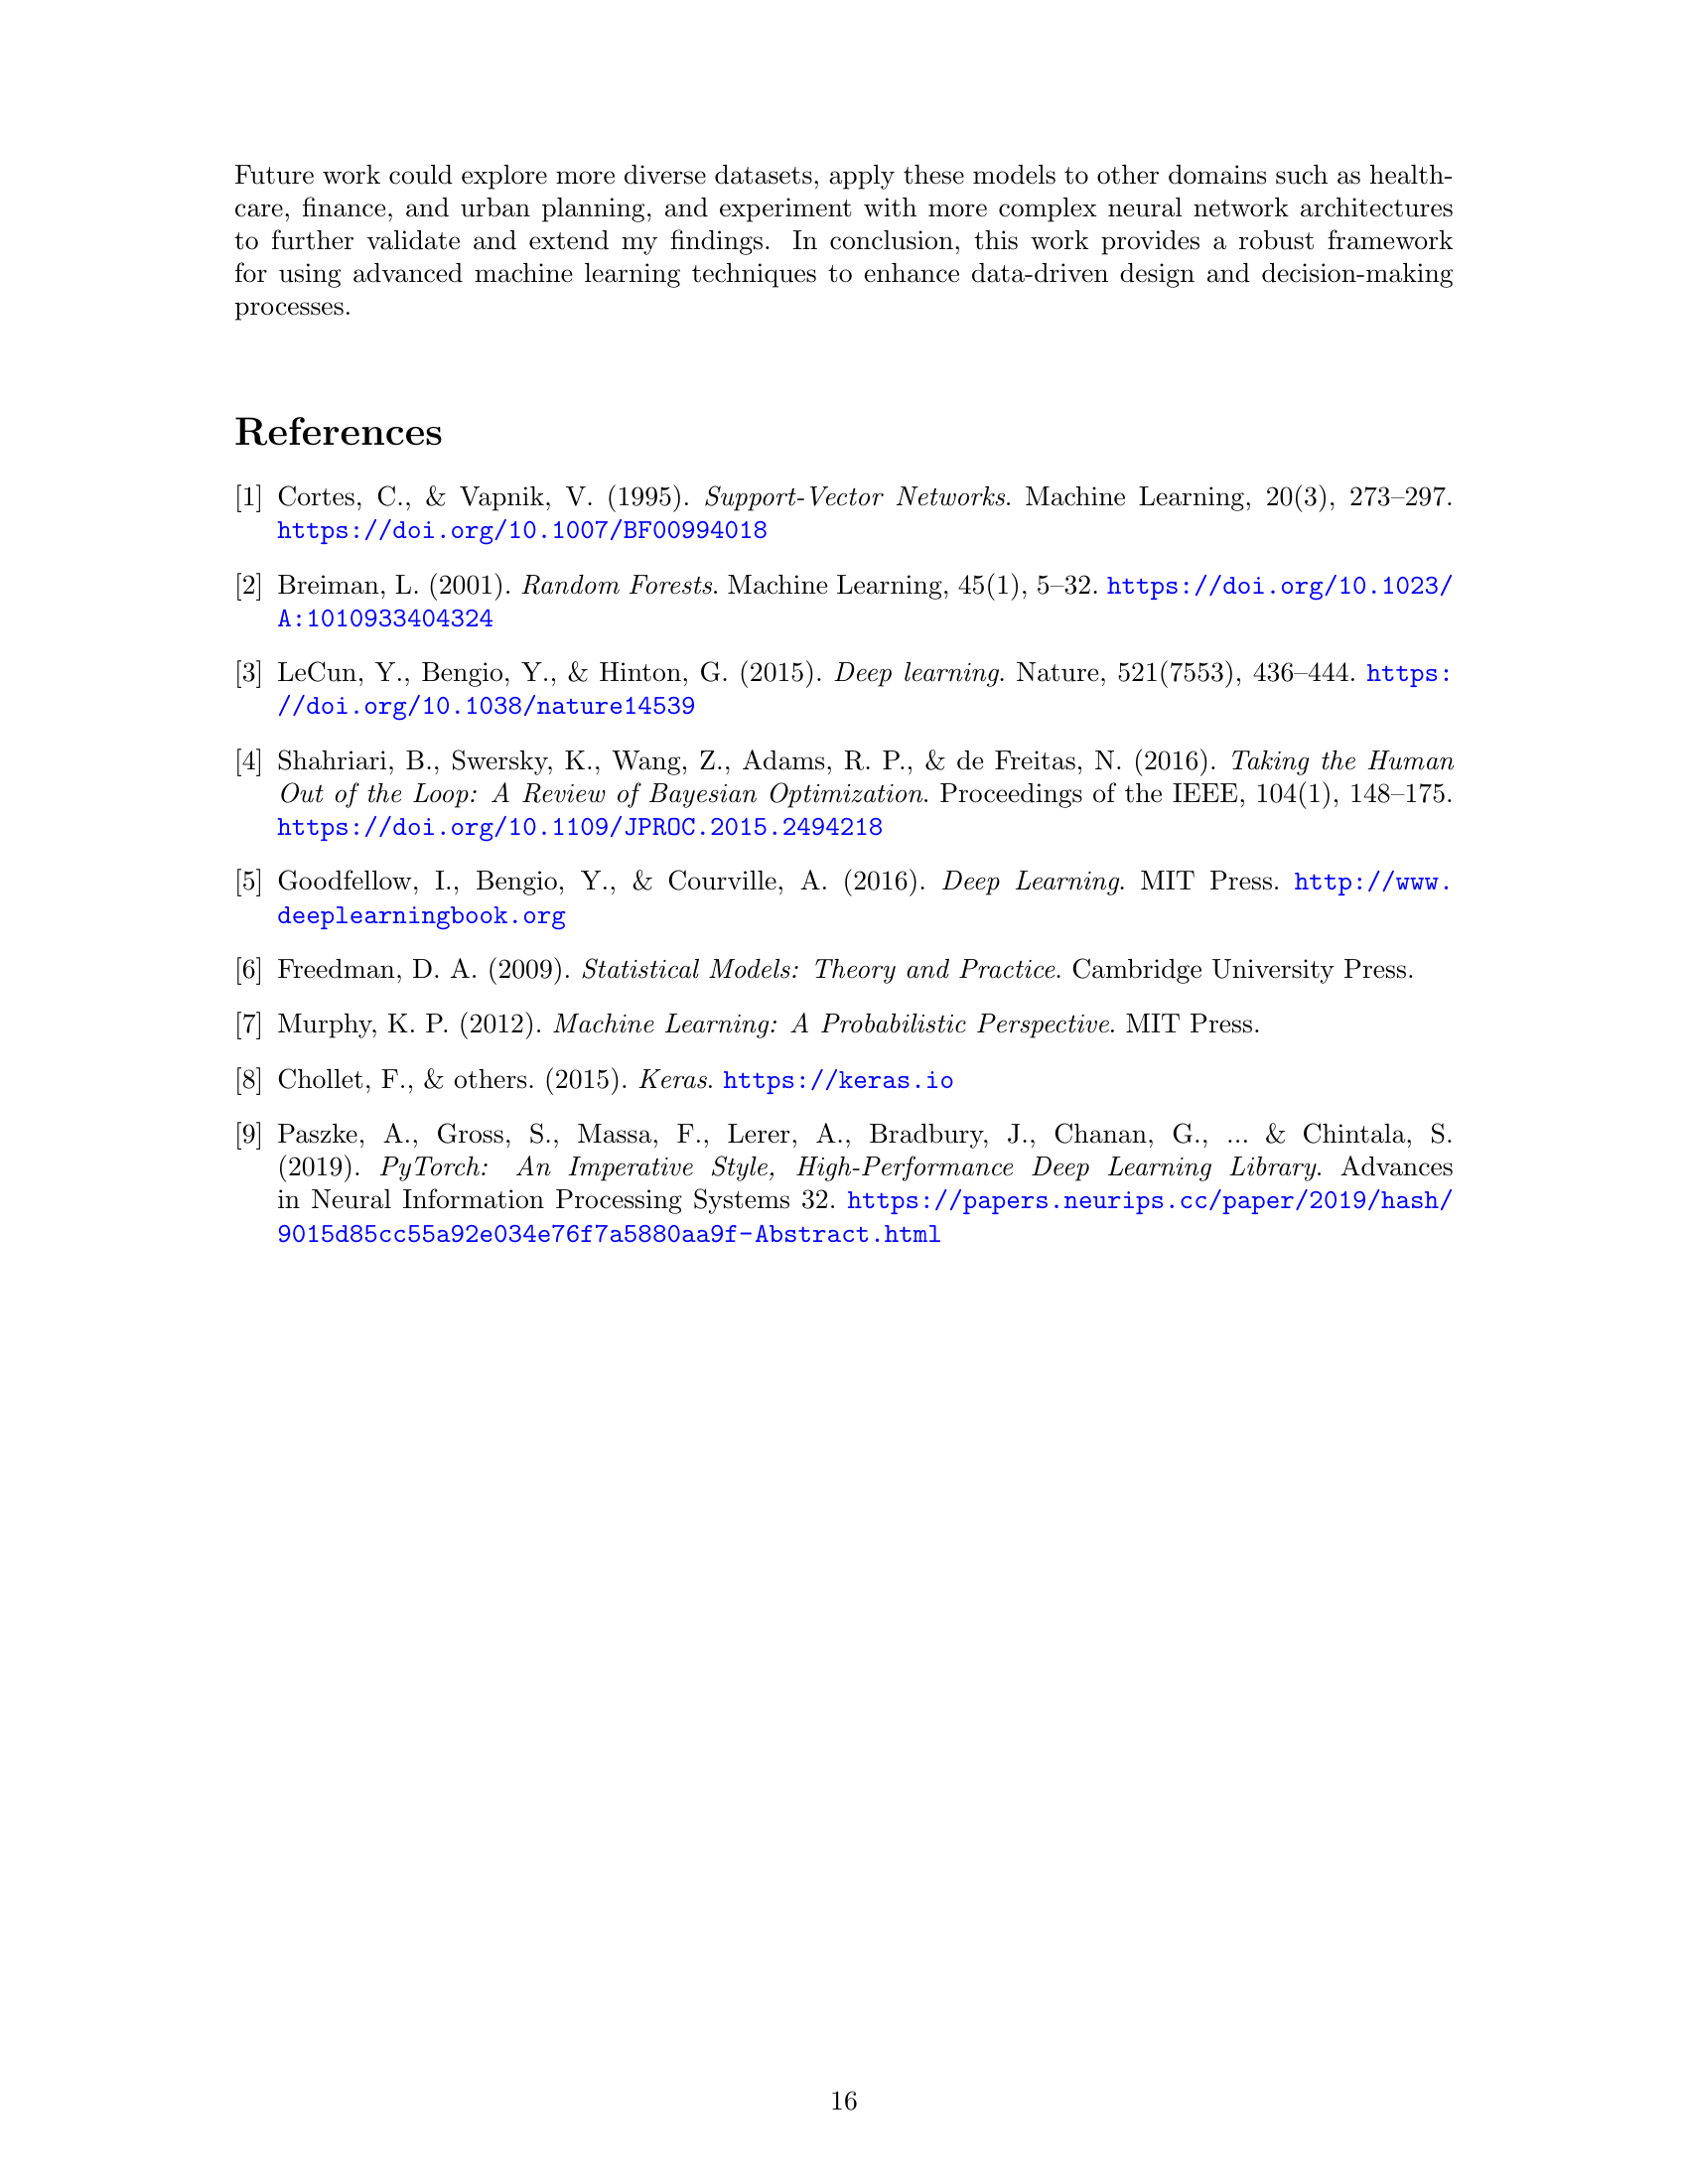 Future work could explore more diverse datasets, apply these models to other domains such as health-
care, finance, and urban planning, and experiment with more complex neural network architectures
to further validate and extend my findings. In conclusion, this work provides a robust framework
for using advanced machine learning techniques to enhance data-driven design and decision-making
processes.
References
[1] Cortes, C., & Vapnik, V. (1995). Support-Vector Networks. Machine Learning, 20(3), 273–297.
https://doi.org/10.1007/BF00994018
[2] Breiman, L. (2001). Random Forests. Machine Learning, 45(1), 5–32. https://doi.org/10.1023/
A:1010933404324
[3] LeCun, Y., Bengio, Y., & Hinton, G. (2015). Deep learning. Nature, 521(7553), 436–444. https:
//doi.org/10.1038/nature14539
[4] Shahriari, B., Swersky, K., Wang, Z., Adams, R. P., & de Freitas, N. (2016). Taking the Human
Out of the Loop: A Review of Bayesian Optimization. Proceedings of the IEEE, 104(1), 148–175.
https://doi.org/10.1109/JPROC.2015.2494218
[5] Goodfellow, I., Bengio, Y., & Courville, A. (2016). Deep Learning. MIT Press. http://www.
deeplearningbook.org
[6] Freedman, D. A. (2009). Statistical Models: Theory and Practice. Cambridge University Press.
[7] Murphy, K. P. (2012). Machine Learning: A Probabilistic Perspective. MIT Press.
[8] Chollet, F., & others. (2015). Keras. https://keras.io
[9] Paszke, A., Gross, S., Massa, F., Lerer, A., Bradbury, J., Chanan, G., ... & Chintala, S.
(2019). PyTorch: An Imperative Style, High-Performance Deep Learning Library. Advances
in Neural Information Processing Systems 32. https://papers.neurips.cc/paper/2019/hash/
9015d85cc55a92e034e76f7a5880aa9f-Abstract.html
16